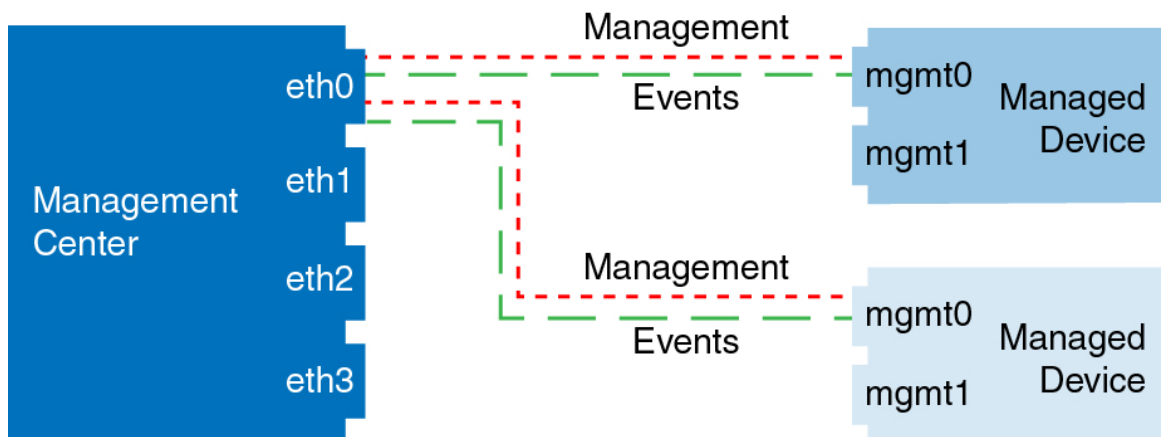 Management
Events
eth0
eth1
eth2
eth3
Management
Center
mgmt0
mgmt1
Managed
Device
Management
Events
mgmt0
mgmt1
Managed
Device